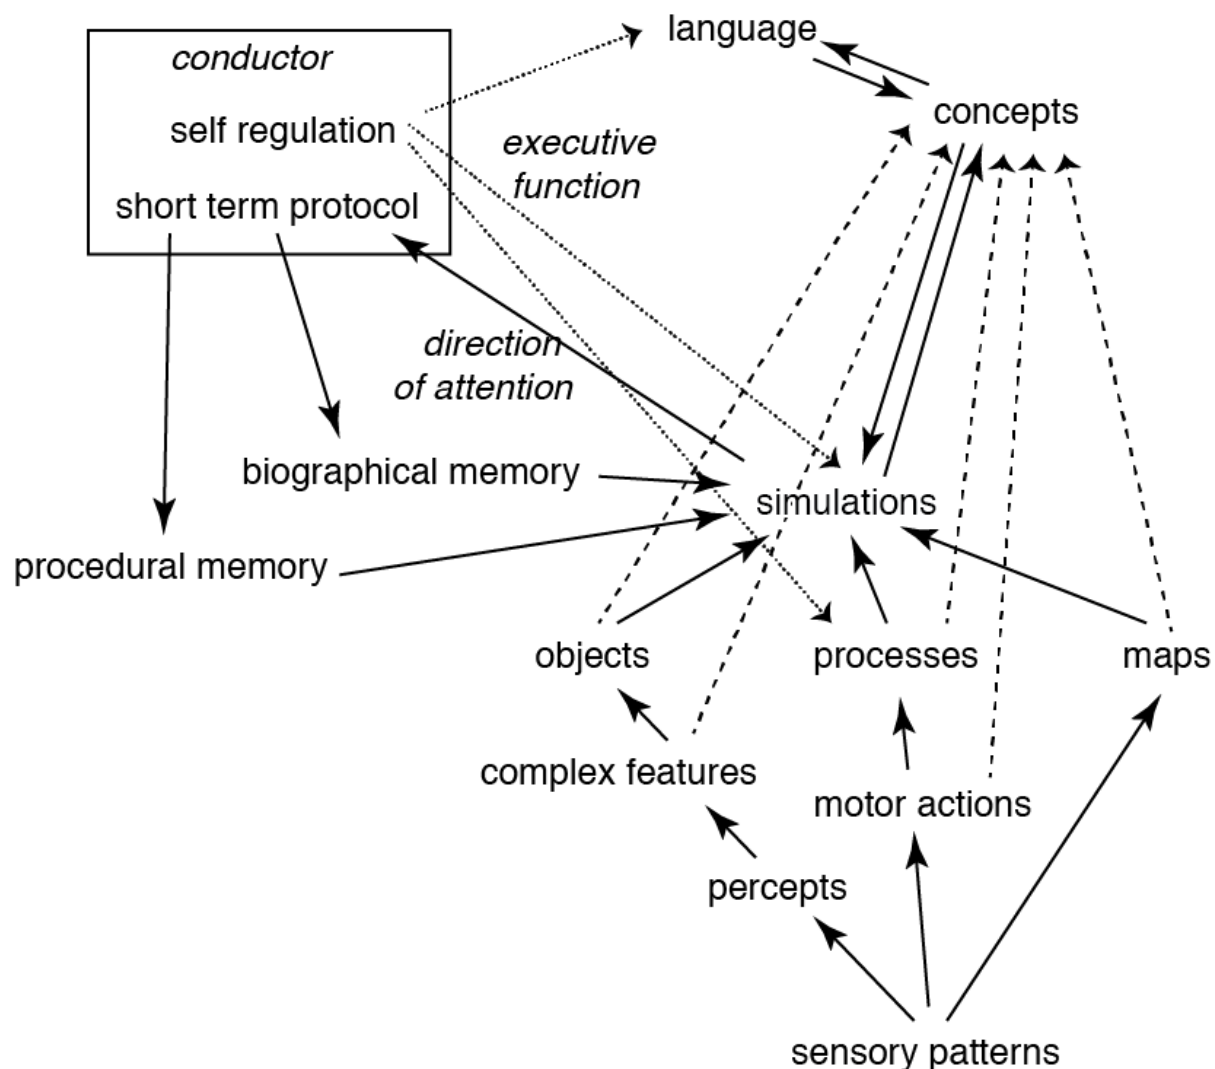 language
conductor
concepts
self regulation
executive
function
short term protocol
direction
of attention
biographical memory
simulations
procedural memory
objects
processes
maps
complex features
motor actions
percepts
sensory patterns